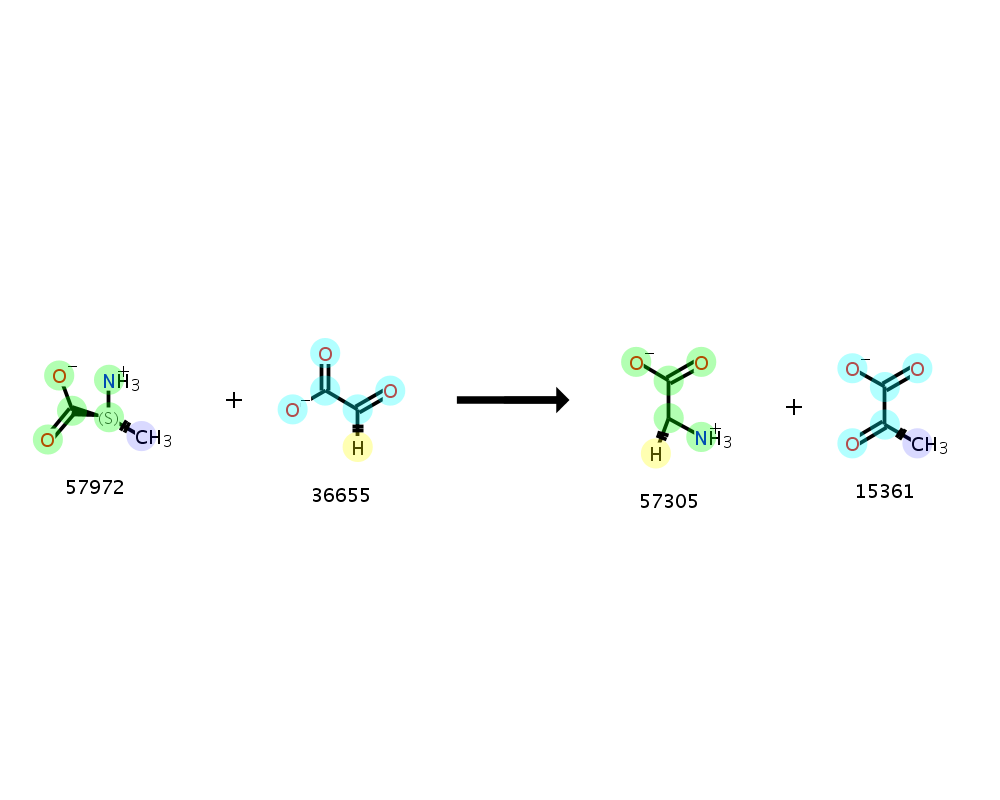 O⁻ NH₃⁺ (S) O CH₃
+
O O⁻ O H
O⁻ O NH₃⁺ H
+
O⁻ O O CH₃
57972
36655
57305
15361